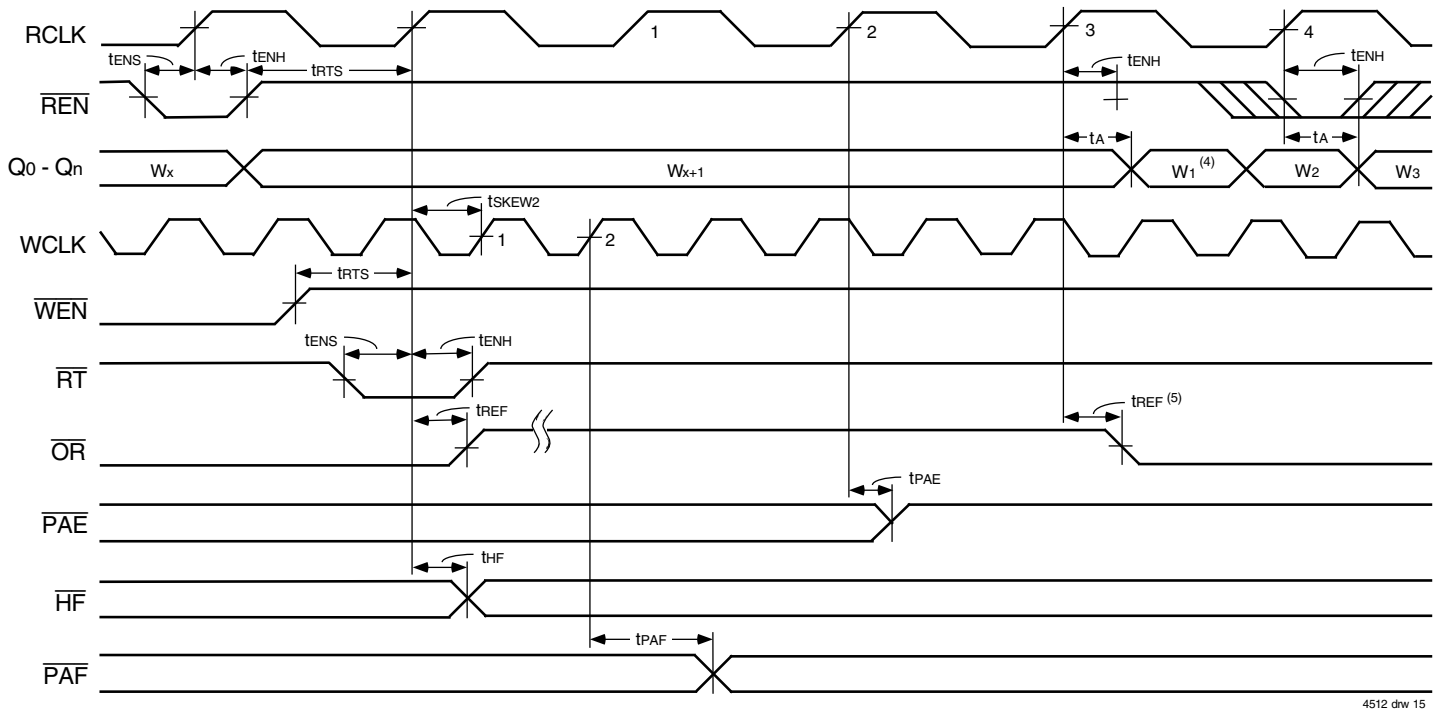 RCLK 1 2 3 4
tENS tENH tRTS tENH tENH
REN
tA tA
Q0 - Qn Wx Wx+1 W1 (4) W2 W3
tSKEW2
WCLK 1 2
tRTS
WEN
tENS tENH
RT
tREF tREF (5)
OR
tPAE
PAE
tHF
HF
tPAF
PAF
4512 drw 15